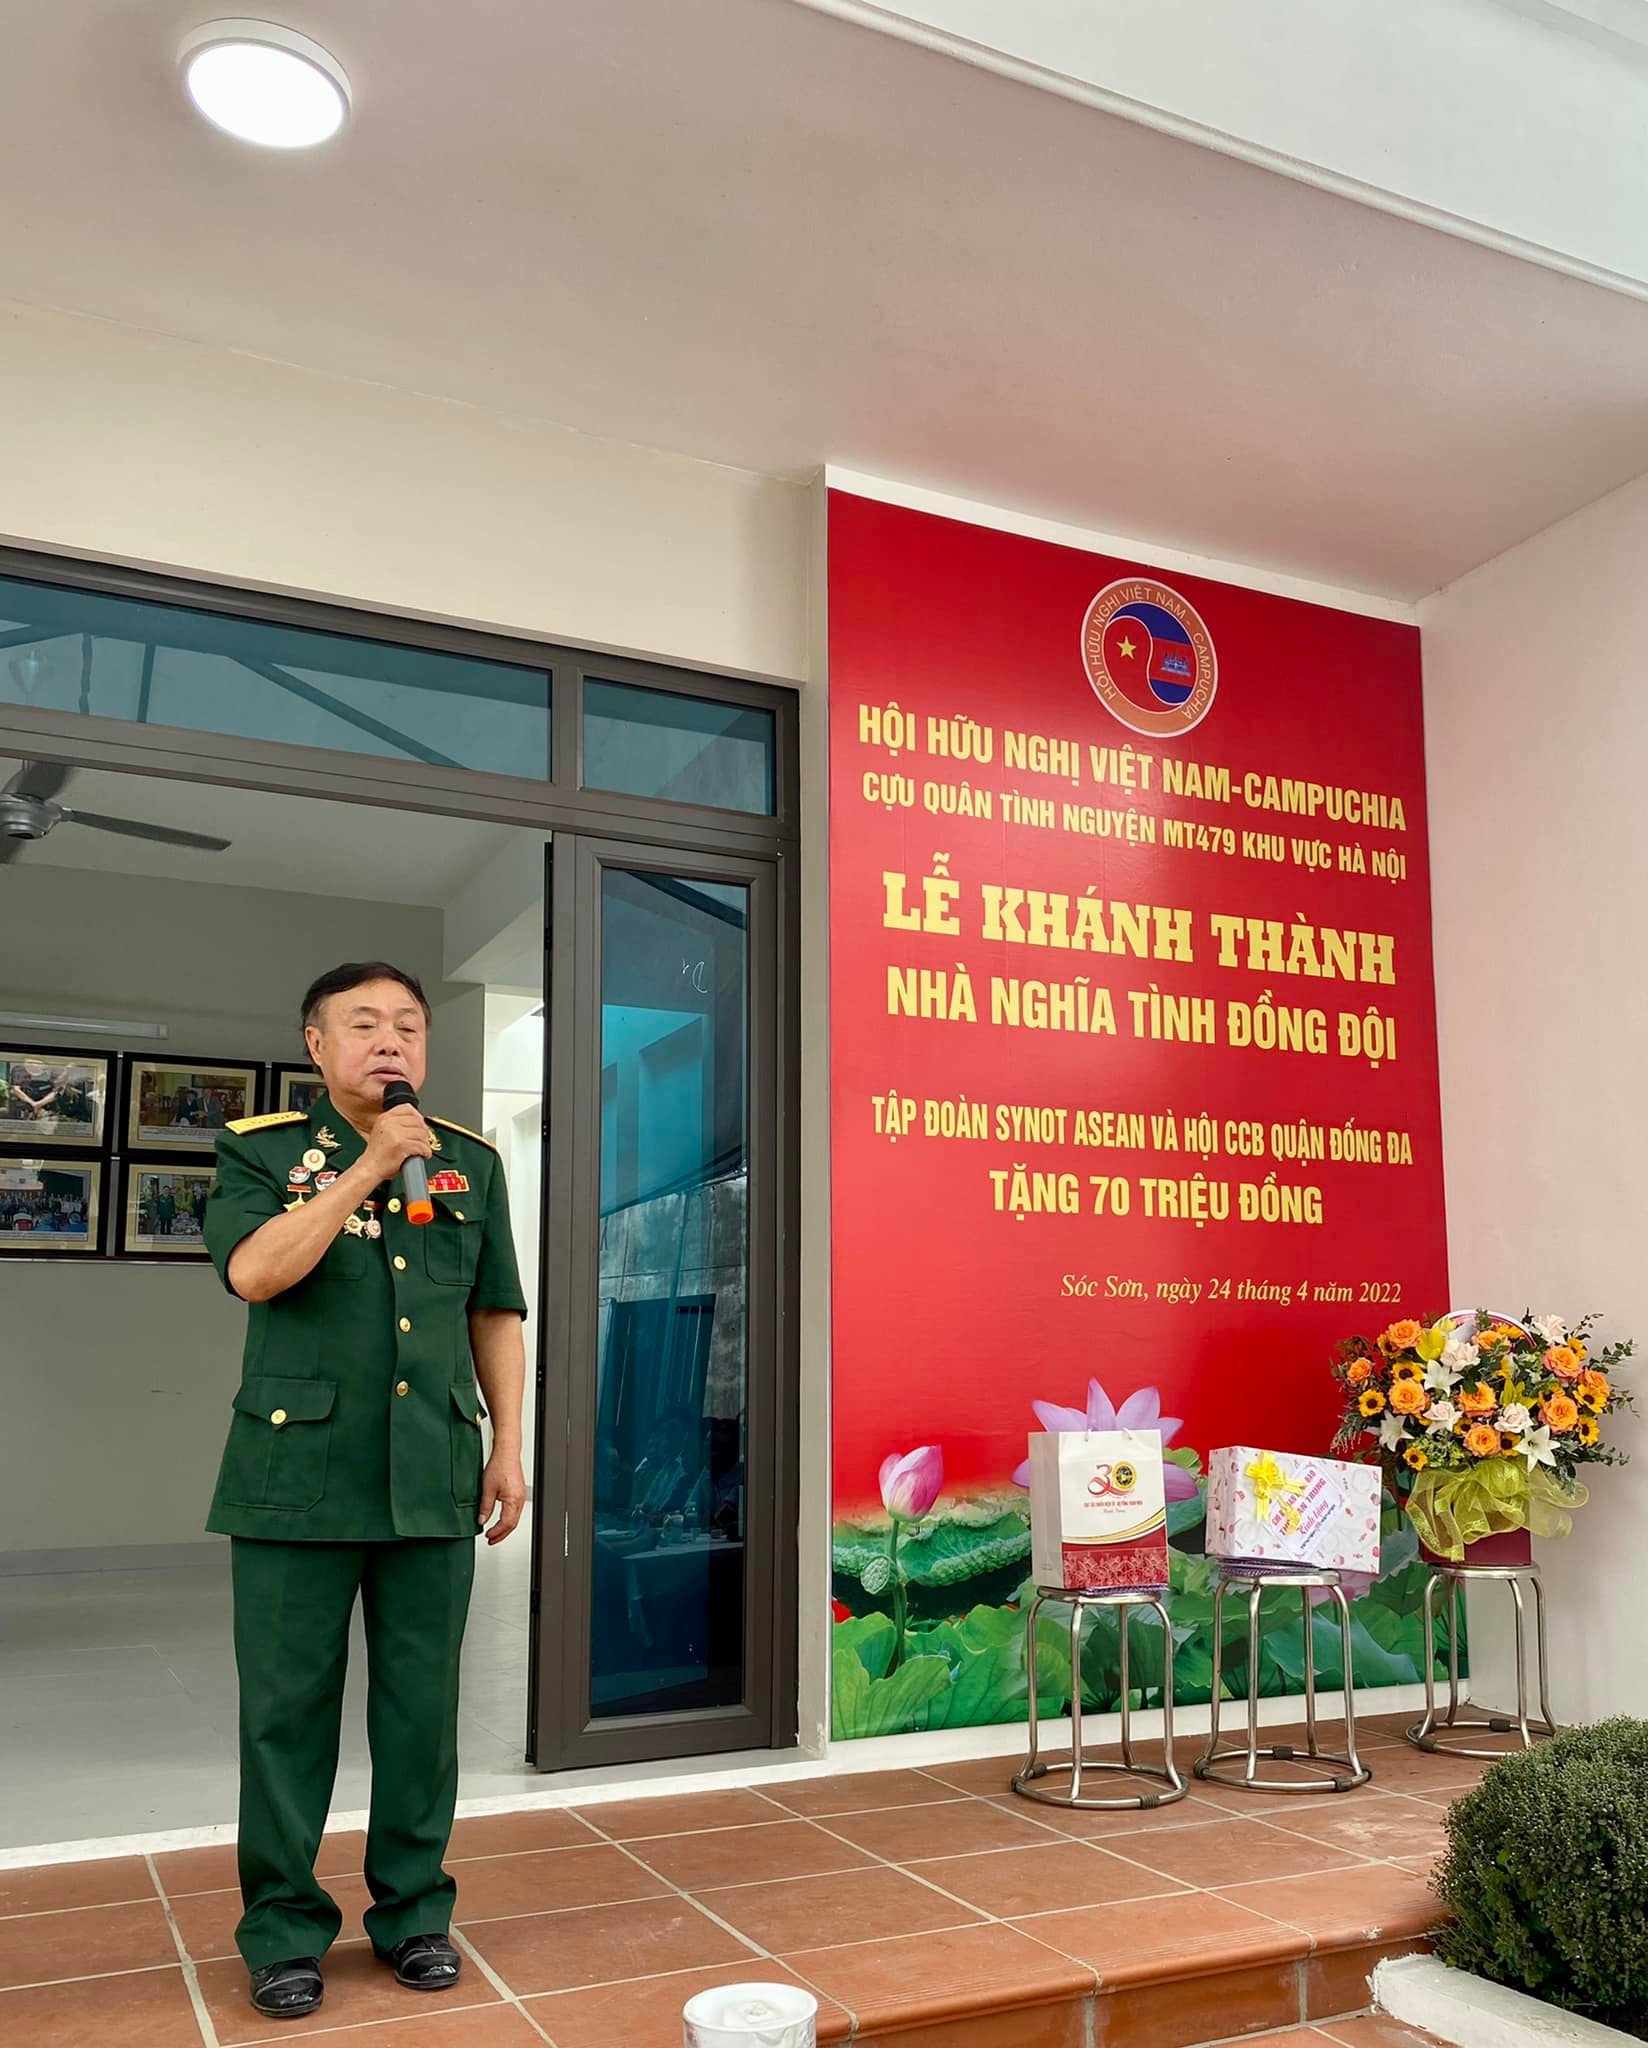 HỘI HỮU NGHỊ VIỆT NAM - CAMPUCHIA
HỘI HỮU NGHỊ VIỆT NAM-CAMPUCHIA
CỰU QUÂN TÌNH NGUYỆN MT479 KHU VỰC HÀ NỘI
LỄ KHÁNH THÀNH
NHÀ NGHĨA TÌNH ĐỒNG ĐỘI
TẬP ĐOÀN SYNOT ASEAN VÀ HỘI CCB QUẬN ĐỐNG ĐA
TẶNG 70 TRIỆU ĐỒNG
Sóc Sơn, ngày 24 tháng 4 năm 2022
30
Kính tặng